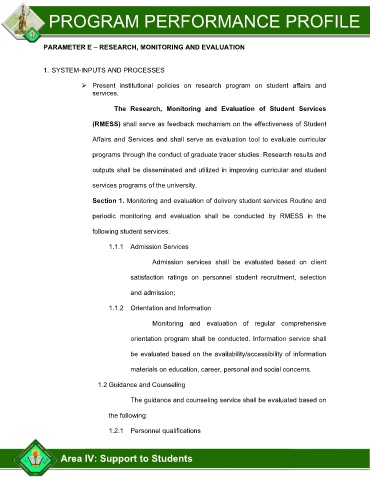 PROGRAM PERFORMANCE PROFILE
PARAMETER E – RESEARCH, MONITORING AND EVALUATION
1. SYSTEM-INPUTS AND PROCESSES
➢ Present institutional policies on research program on student affairs and
services.
The Research, Monitoring and Evaluation of Student Services
(RMESS) shall serve as feedback mechanism on the effectiveness of Student
Affairs and Services and shall serve as evaluation tool to evaluate curricular
programs through the conduct of graduate tracer studies. Research results and
outputs shall be disseminated and utilized in improving curricular and student
services programs of the university.
Section 1. Monitoring and evaluation of delivery student services Routine and
periodic monitoring and evaluation shall be conducted by RMESS in the
following student services:
1.1.1 Admission Services
Admission services shall be evaluated based on client
satisfaction ratings on personnel student recruitment, selection
and admission;
1.1.2 Orientation and Information
Monitoring and evaluation of regular comprehensive
orientation program shall be conducted. Information service shall
be evaluated based on the availability/accessibility of information
materials on education, career, personal and social concerns.
1.2 Guidance and Counseling
The guidance and counseling service shall be evaluated based on
the following:
1.2.1 Personnel qualifications
Area IV: Support to Students